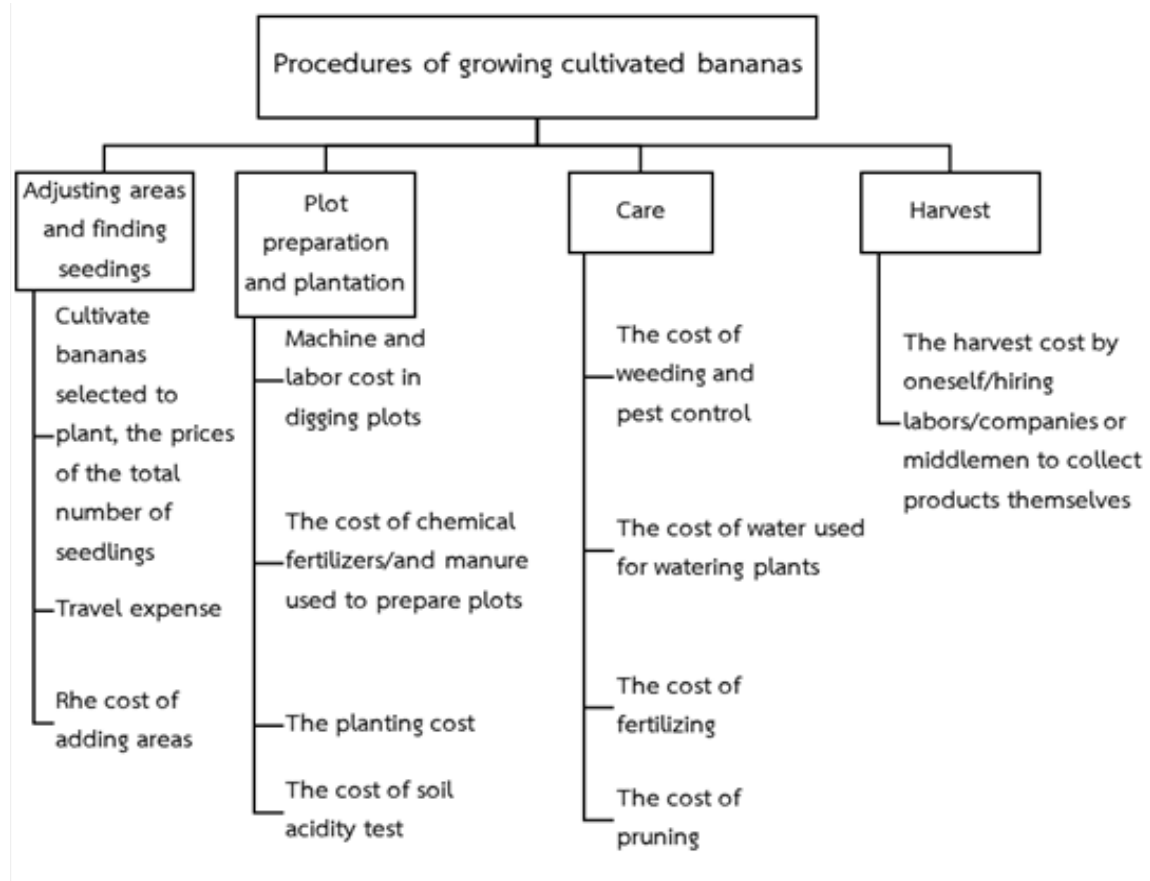 Procedures of growing cultivated bananas
Adjusting areas
and finding
seedings
Cultivate
bananas
selected to
plant, the prices
of the total
number of
seedlings
Travel expense
Rhe cost of
adding areas
Plot
preparation
and plantation
Machine and
labor cost in
digging plots
The cost of chemical
fertilizers/and manure
used to prepare plots
The planting cost
The cost of soil
acidity test
Care
The cost of
weeding and
pest control
The cost of water used
for watering plants
The cost of
fertilizing
The cost of
pruning
Harvest
The harvest cost by
oneself/hiring
labors/companies or
middlemen to collect
products themselves